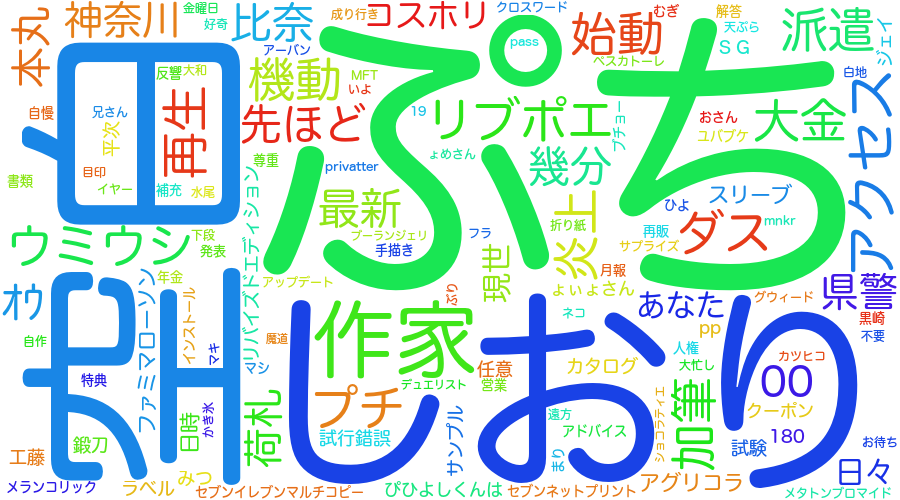 ぷち
しおり
作家
再生
神奈川
比奈
コスホリ
始動
派遣
本丸
機動
先ほど
リブポエ
大金
アクセス
幾分
最新
炎上
ダス
ウミウシ
オウ
現世
あなた
県警
プチ
荷札
加筆
00
日々
スリーブ
ジェイ
SG
ファミマローソン
リバイズドエディション
工藤
鍛刀
日時
試行錯誤
サンプル
任意
カタログ
クーポン
pp
試験
180
アグリコラ
ぴひよしくんは
セブンイレブンマルチコピー
セブンネットプリント
メタトンブロマイド
メランコリック
ラベル
みつ
金曜日
好奇
成り行き
クロスワード
むぎ
解答
天ぷら
pass
ペスカトーレ
アーバン
MFT
いよ
反響
大和
自慢
兄さん
平次
目印
イヤー
補充
水尾
書類
尊重
privatter
19
ょめさん
プチョー
おさん
ユバブケ
白地
ひよ
mnkr
再販
サプライズ
折り紙
フラ
ブーランジェリ
手描き
下段
発表
アップデート
月報
よぃょさん
ぷり
グウィード
黒崎
不要
ネコ
人権
大忙し
カツヒコ
年金
インストール
自作
特典
マキ
マシ
魔道
デュエリスト
営業
かき氷
遠方
アドバイス
まり
ショコラティエ
お待ち